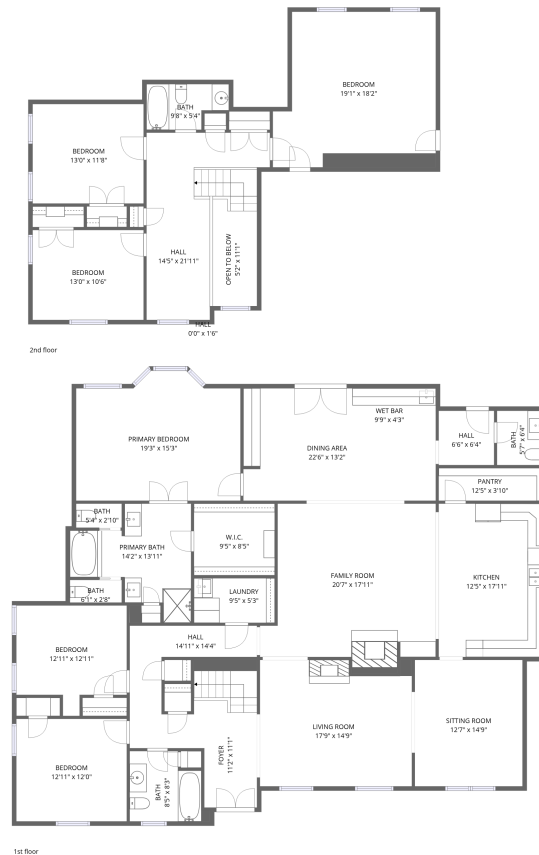 BEDROOM
19'1" x 18'2"
BATH
9'8" x 5'4"
BEDROOM
13'0" x 11'8"
HALL
14'5" x 21'11"
OPEN TO BELOW
5'2" x 11'1"
BEDROOM
13'0" x 10'6"
HALL
0'0" x 1'6"
2nd floor
WET BAR
9'9" x 4'3"
PRIMARY BEDROOM
19'3" x 15'3"
DINING AREA
22'6" x 13'2"
HALL
6'6" x 6'4"
BATH
5'7" x 6'4"
PANTRY
12'5" x 3'10"
BATH
5'4" x 2'10"
PRIMARY BATH
14'2" x 13'11"
W.I.C.
9'5" x 8'5"
FAMILY ROOM
20'7" x 17'11"
KITCHEN
12'5" x 17'11"
BATH
6'1" x 2'8"
LAUNDRY
9'5" x 5'3"
HALL
14'11" x 14'4"
BEDROOM
12'11" x 12'11"
LIVING ROOM
17'9" x 14'9"
SITTING ROOM
12'7" x 14'9"
FOYER
11'2" x 11'1"
BEDROOM
12'11" x 12'0"
BATH
8'5" x 8'3"
1st floor